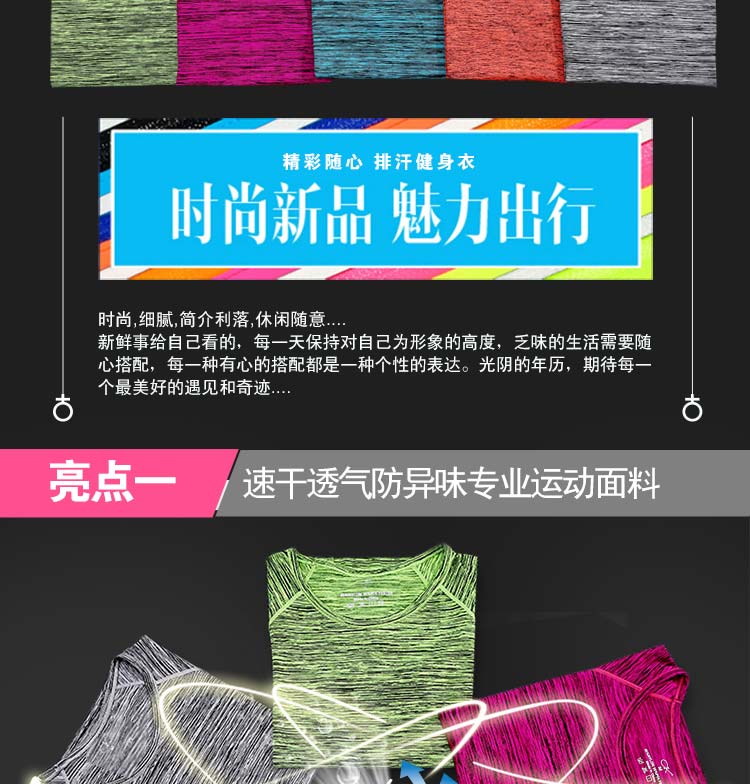 精彩随心 排汗健身衣
时尚新品 魅力出行
时尚,细腻,简介利落,休闲随意....
新鲜事给自己看的，每一天保持对自己为形象的高度，乏味的生活需要随
心搭配，每一种有心的搭配都是一种个性的表达。光阴的年历，期待每一
个最美好的遇见和奇迹....
亮点一
速干透气防异味专业运动面料